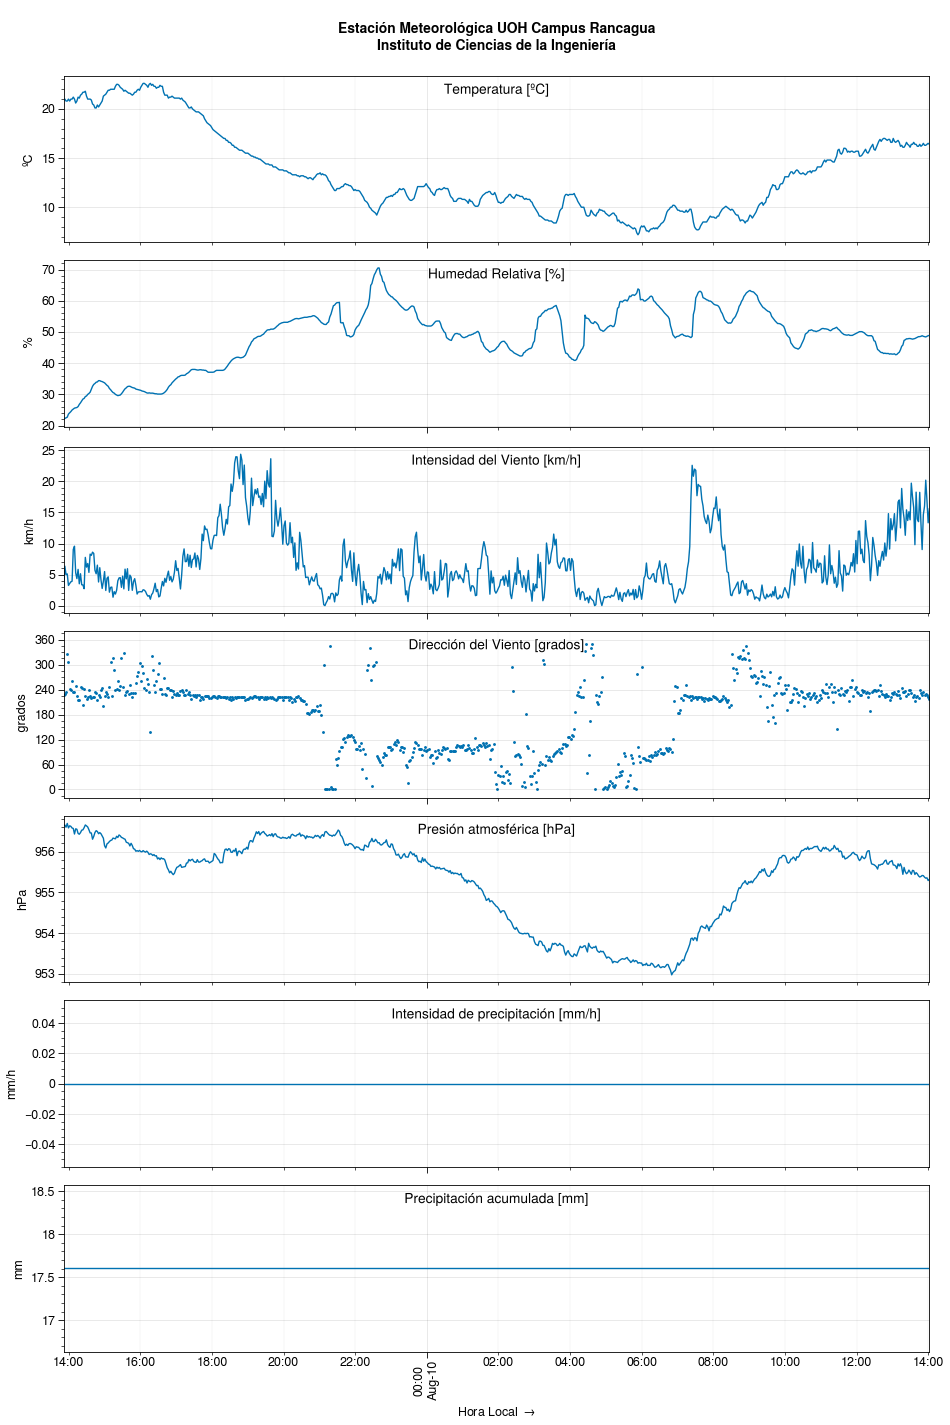 Estación Meteorológica UOH Campus Rancagua
Instituto de Ciencias de la Ingeniería
Temperatura [ºC]
20
15
10
ºC
Humedad Relativa [%]
70
60
50
40
30
20
%
Intensidad del Viento [km/h]
25
20
15
10
5
0
km/h
Dirección del Viento [grados]
360
300
240
180
120
60
0
grados
Presión atmosférica [hPa]
956
955
954
953
hPa
Intensidad de precipitación [mm/h]
0.04
0.02
0
−0.02
−0.04
mm/h
Precipitación acumulada [mm]
18.5
18
17.5
17
mm
14:00 16:00 18:00 20:00 22:00 00:00 02:00 04:00 06:00 08:00 10:00 12:00 14:00
Aug-10
Hora Local →